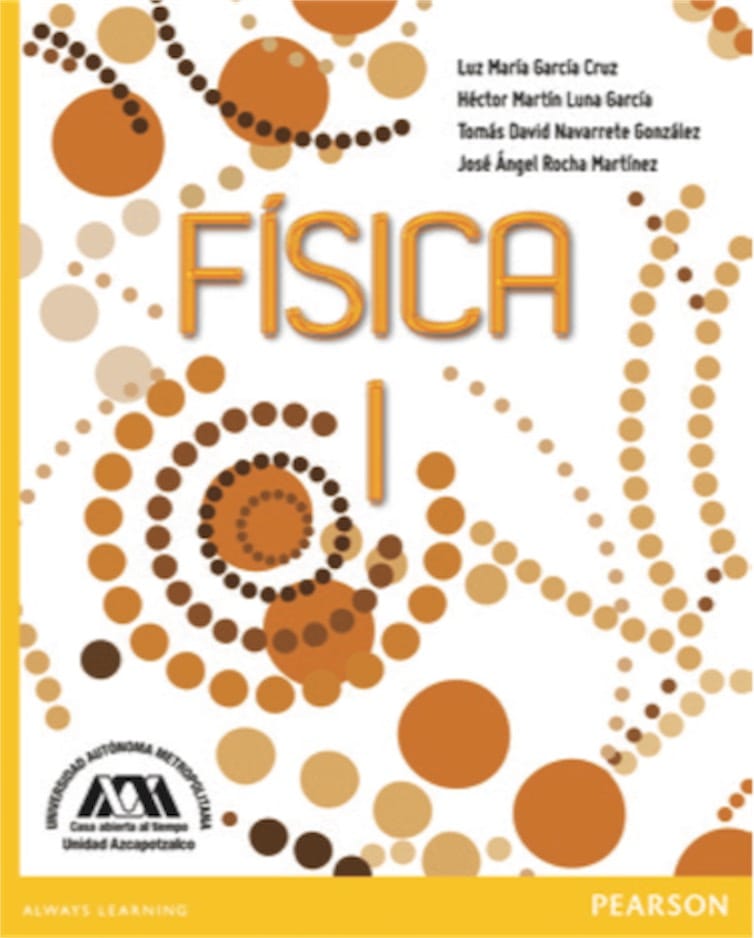 Luz María García Cruz
Héctor Martín Luna García
Tomás David Navarrete González
José Ángel Rocha Martínez
FÍSICA
I
UNIVERSIDAD AUTÓNOMA METROPOLITANA
Casa abierta al tiempo
Unidad Azcapotzalco
ALWAYS LEARNING
PEARSON